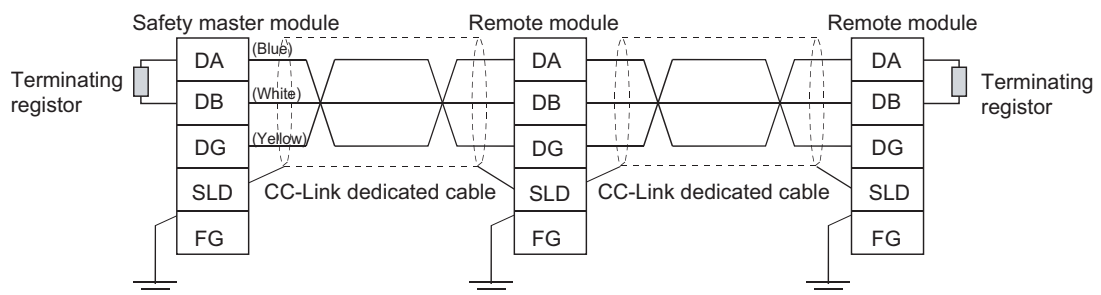 Safety master module
Remote module
Remote module
Terminating
registor
DA
DB
DG
SLD
FG
(Blue)
(White)
(Yellow)
CC-Link dedicated cable
DA
DB
DG
SLD
FG
CC-Link dedicated cable
DA
DB
DG
SLD
FG
Terminating
registor